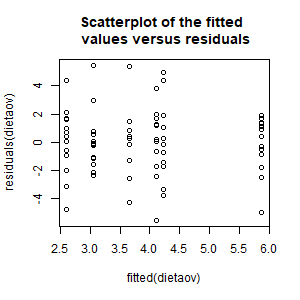 Scatterplot of the fitted
values versus residuals
residuals(dietaov)
4
2
0
-2
-4
2.5 3.0 3.5 4.0 4.5 5.0 5.5 6.0
fitted(dietaov)